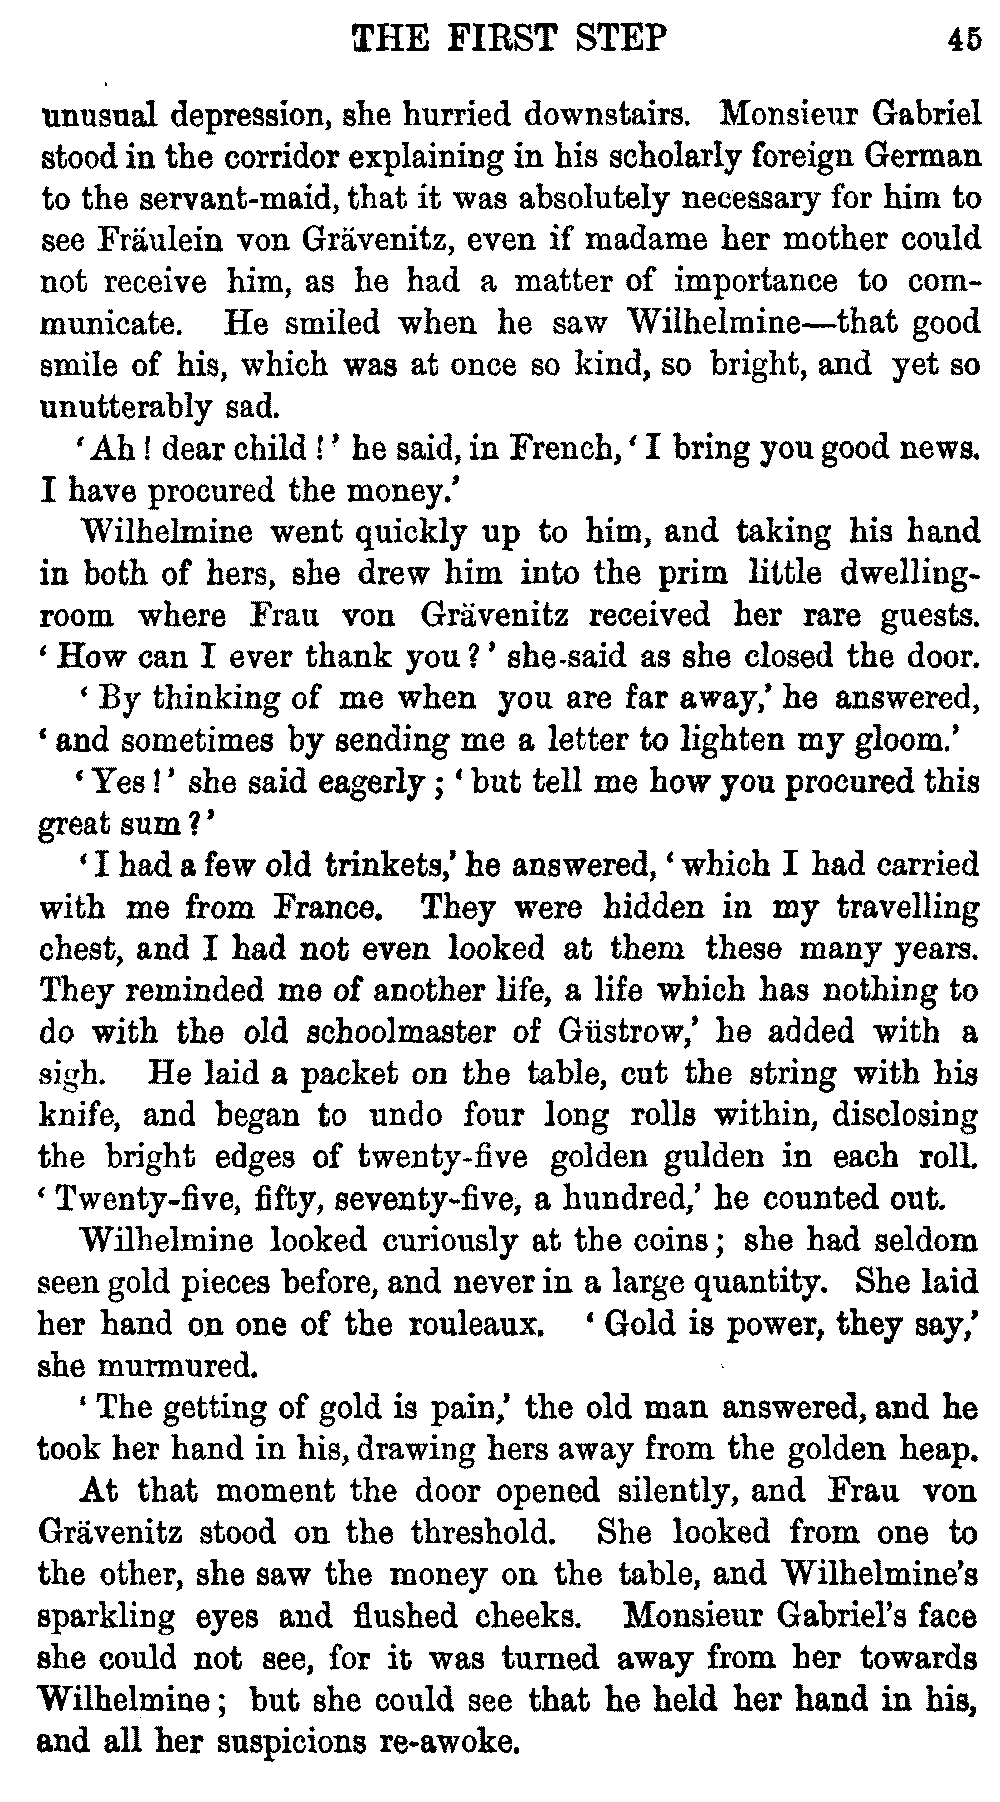 THE FIRST STEP 45
unusual depression, she hurried downstairs. Monsieur Gabriel
stood in the corridor explaining in his scholarly foreign German
to the servant-maid, that it was absolutely necessary for him to
see Fräulein von Grävenitz, even if madame her mother could
not receive him, as he had a matter of importance to com-
municate. He smiled when he saw Wilhelmine—that good
smile of his, which was at once so kind, so bright, and yet so
unutterably sad.
‘Ah! dear child!’ he said, in French, ‘I bring you good news.
I have procured the money.’
Wilhelmine went quickly up to him, and taking his hand
in both of hers, she drew him into the prim little dwelling-
room where Frau von Grävenitz received her rare guests.
‘How can I ever thank you?’ she-said as she closed the door.
‘By thinking of me when you are far away,’ he answered,
‘and sometimes by sending me a letter to lighten my gloom.’
‘Yes!’ she said eagerly; ‘but tell me how you procured this
great sum?’
‘I had a few old trinkets,’ he answered, ‘which I had carried
with me from France. They were hidden in my travelling
chest, and I had not even looked at them these many years.
They reminded me of another life, a life which has nothing to
do with the old schoolmaster of Güstrow,’ he added with a
sigh. He laid a packet on the table, cut the string with his
knife, and began to undo four long rolls within, disclosing
the bright edges of twenty-five golden gulden in each roll.
‘Twenty-five, fifty, seventy-five, a hundred,’ he counted out.
Wilhelmine looked curiously at the coins; she had seldom
seen gold pieces before, and never in a large quantity. She laid
her hand on one of the rouleaux. ‘Gold is power, they say,’
she murmured.
‘The getting of gold is pain,’ the old man answered, and he
took her hand in his, drawing hers away from the golden heap.
At that moment the door opened silently, and Frau von
Grävenitz stood on the threshold. She looked from one to
the other, she saw the money on the table, and Wilhelmine’s
sparkling eyes and flushed cheeks. Monsieur Gabriel’s face
she could not see, for it was turned away from her towards
Wilhelmine; but she could see that he held her hand in his,
and all her suspicions re-awoke.